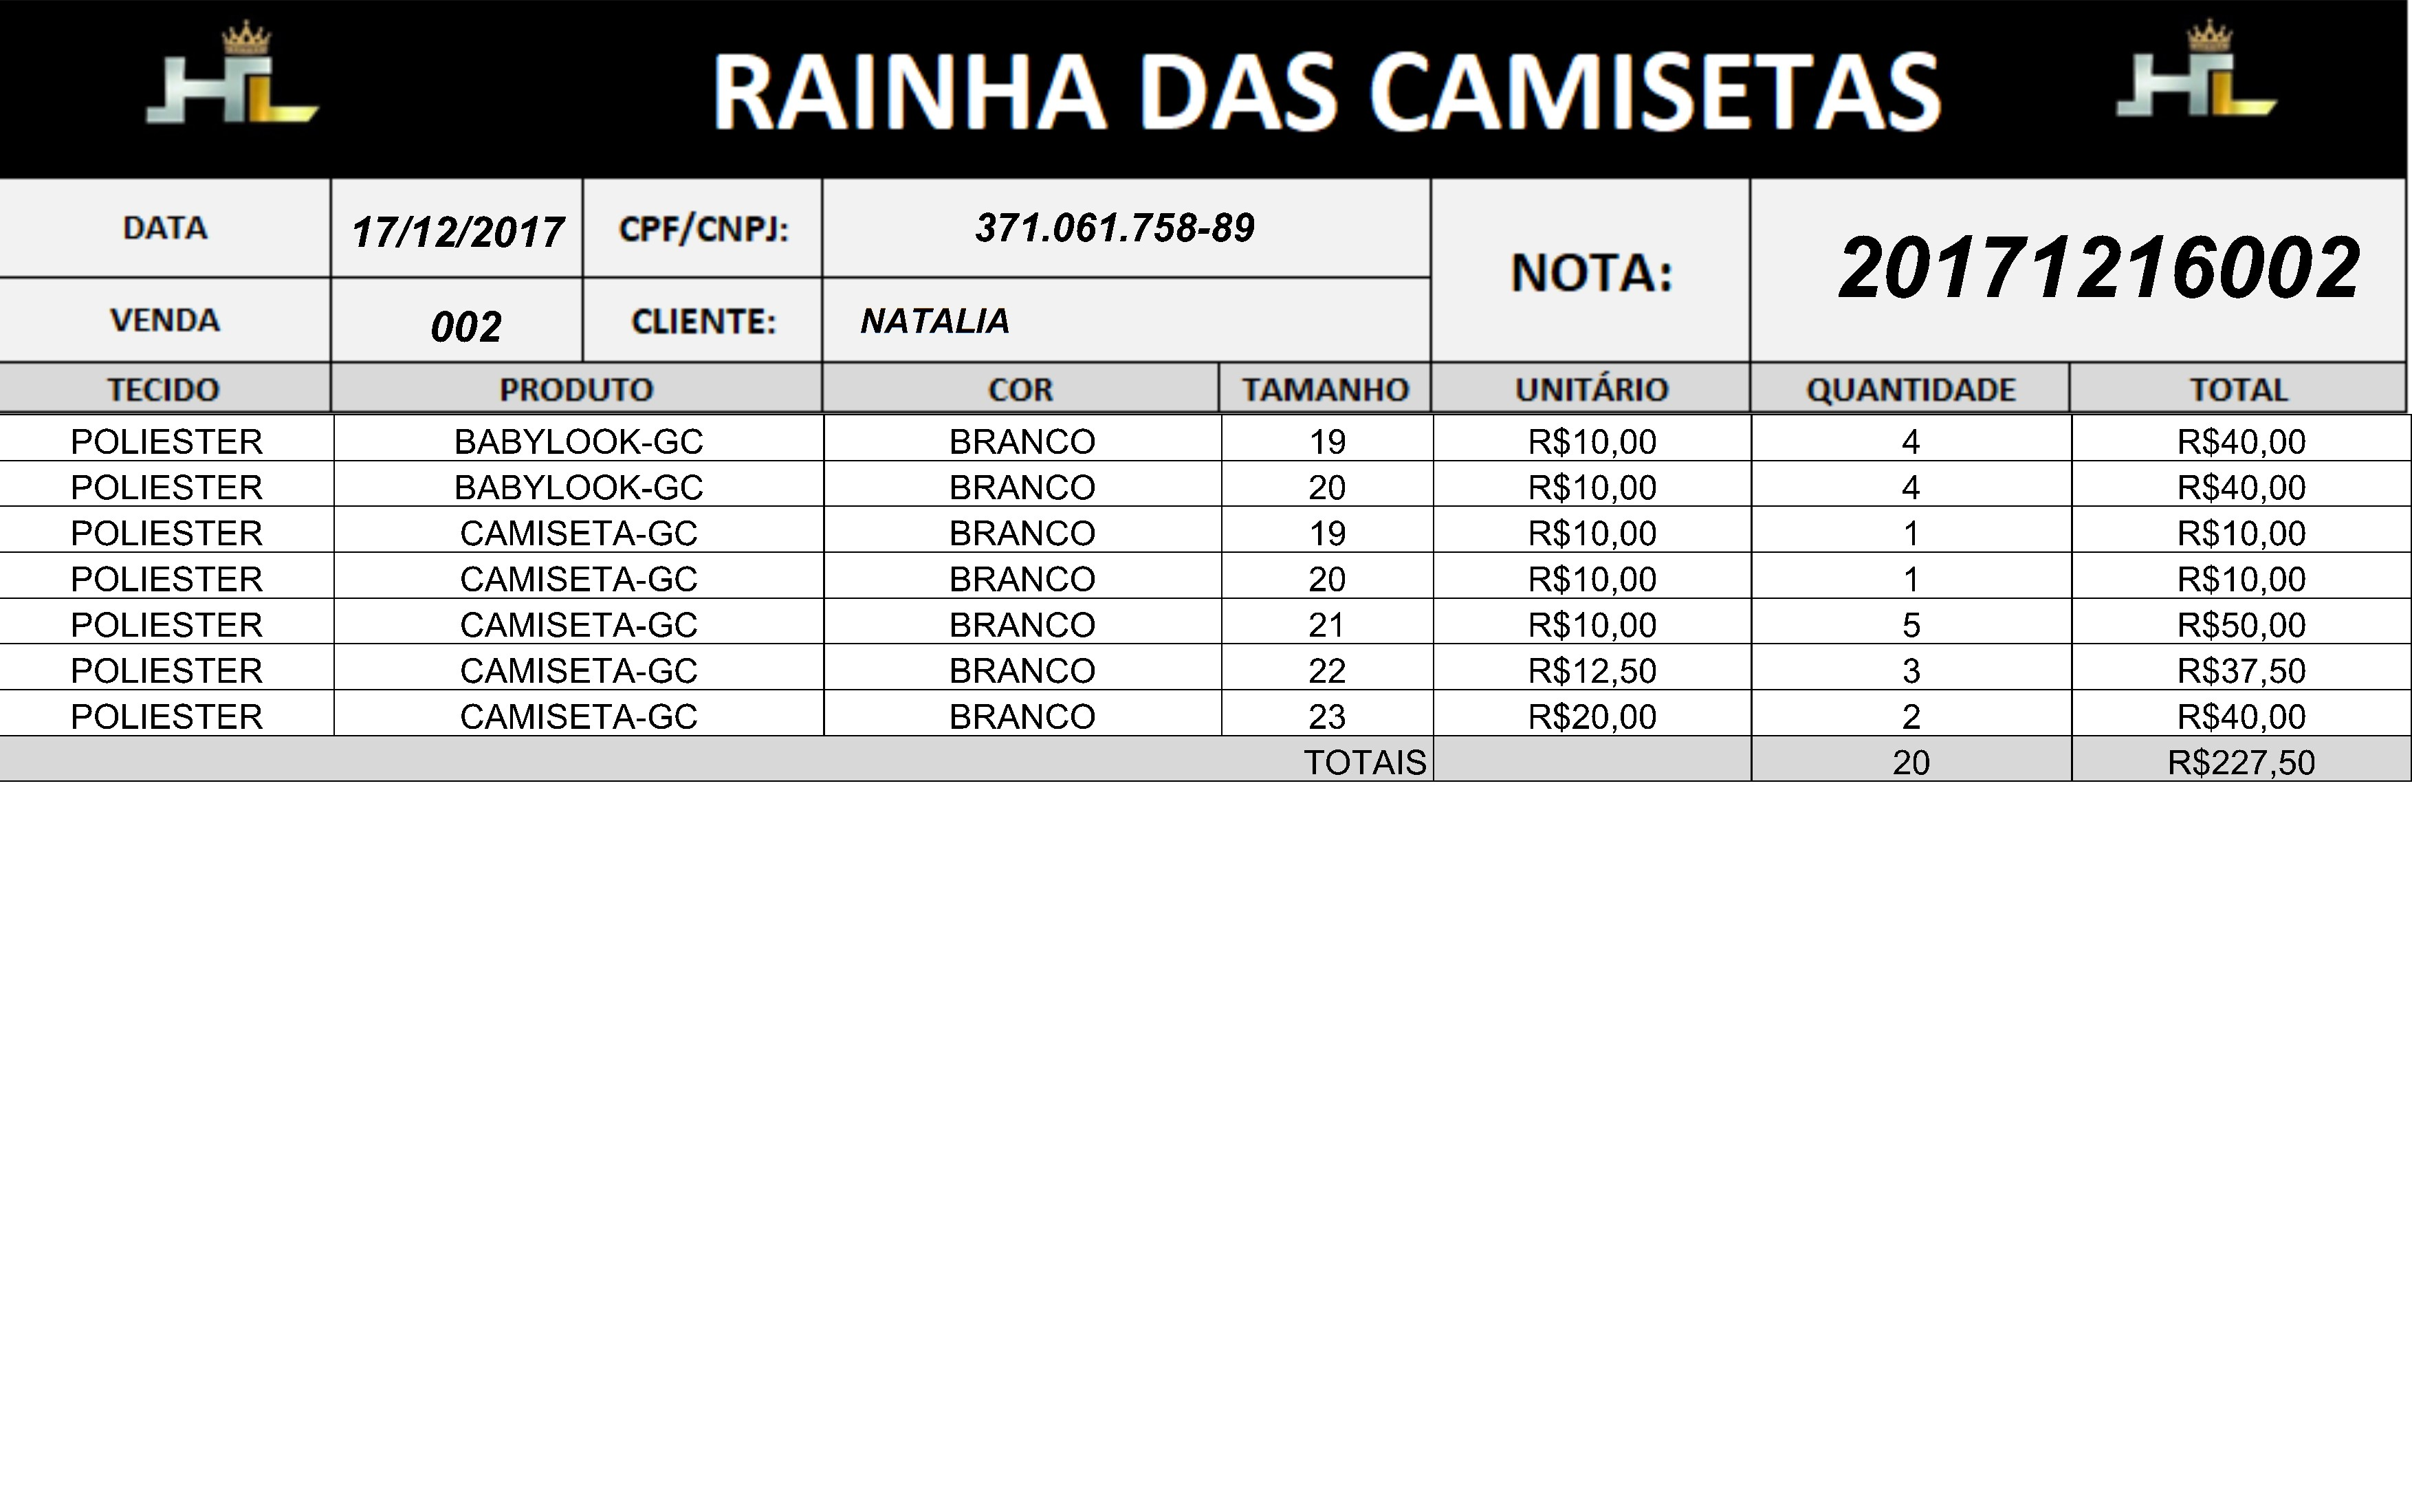 HL RAINHA DAS CAMISETAS HL
DATA 17/12/2017 CPF/CNPJ: 371.061.758-89 NOTA: 20171216002
VENDA 002 CLIENTE: NATALIA
TECIDO PRODUTO COR TAMANHO UNITÁRIO QUANTIDADE TOTAL
POLIESTER BABYLOOK-GC BRANCO 19 R$10,00 4 R$40,00
POLIESTER BABYLOOK-GC BRANCO 20 R$10,00 4 R$40,00
POLIESTER CAMISETA-GC BRANCO 19 R$10,00 1 R$10,00
POLIESTER CAMISETA-GC BRANCO 20 R$10,00 1 R$10,00
POLIESTER CAMISETA-GC BRANCO 21 R$10,00 5 R$50,00
POLIESTER CAMISETA-GC BRANCO 22 R$12,50 3 R$37,50
POLIESTER CAMISETA-GC BRANCO 23 R$20,00 2 R$40,00
TOTAIS 20 R$227,50